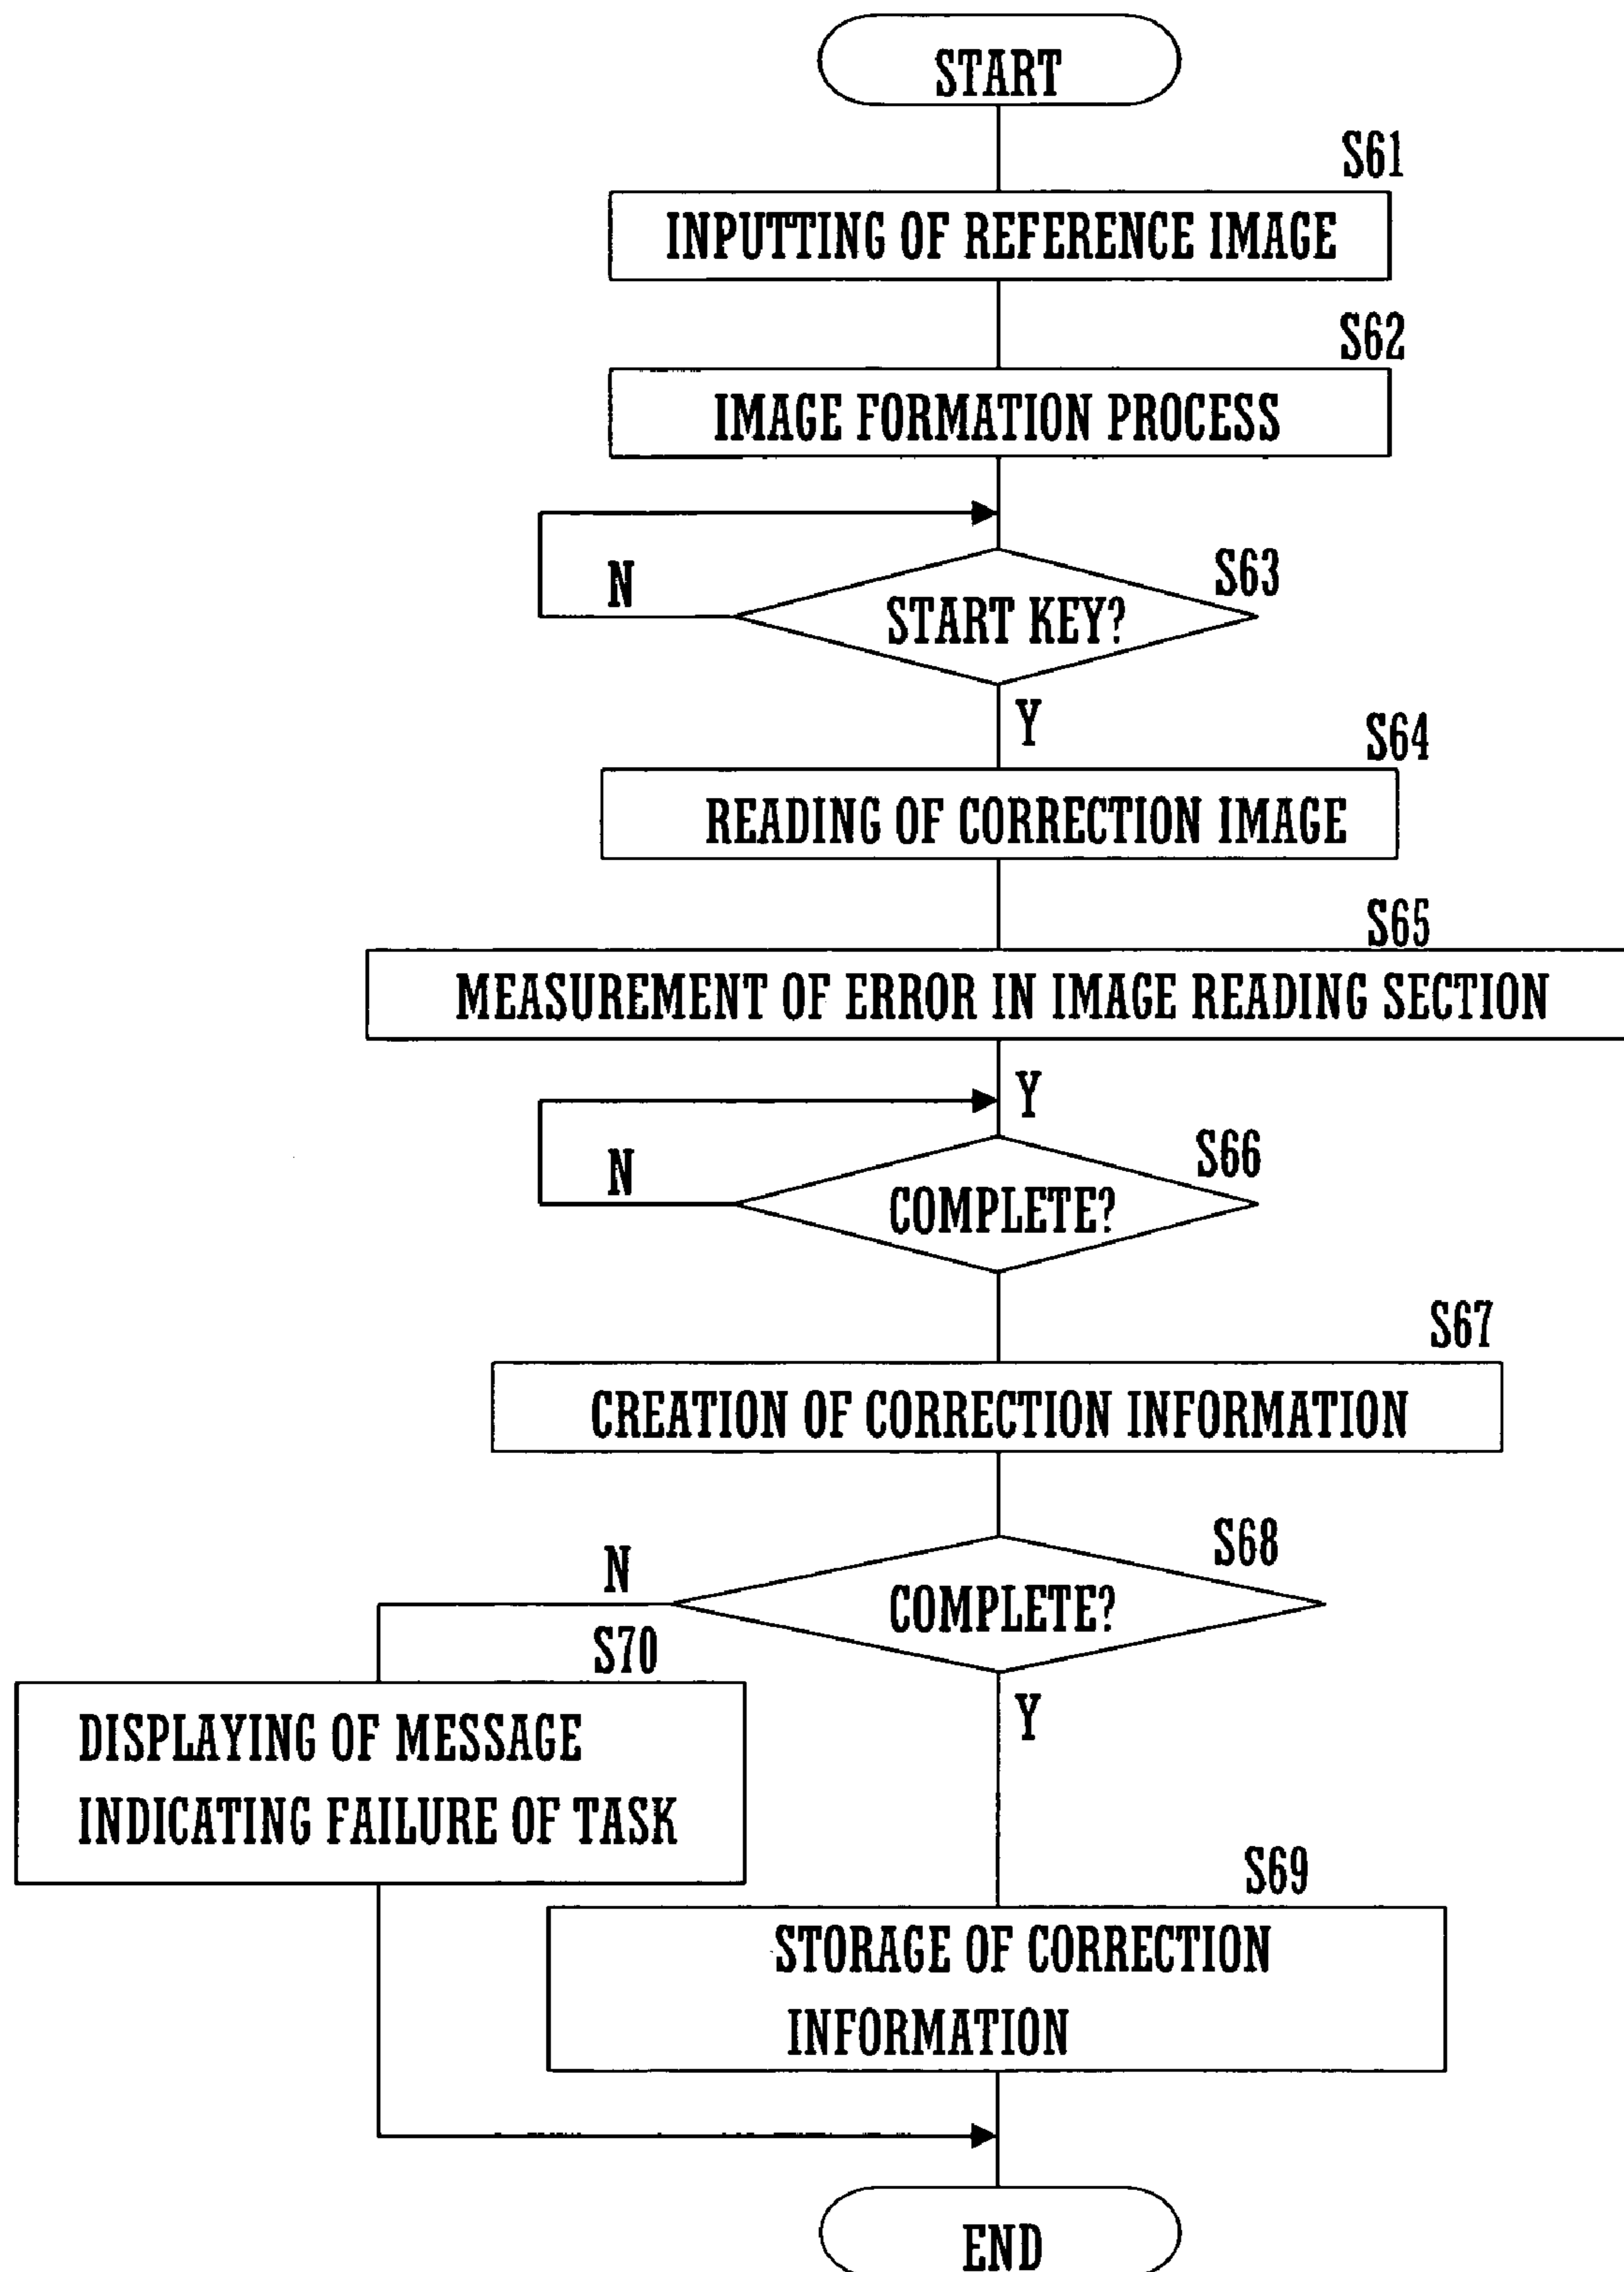 START
S61
INPUTTING OF REFERENCE IMAGE
S62
IMAGE FORMATION PROCESS
N
S63
START KEY?
Y
S64
READING OF CORRECTION IMAGE
S65
MEASUREMENT OF ERROR IN IMAGE READING SECTION
Y
N
S66
COMPLETE?
S67
CREATION OF CORRECTION INFORMATION
N
S68
COMPLETE?
S70
DISPLAYING OF MESSAGE
INDICATING FAILURE OF TASK
Y
S69
STORAGE OF CORRECTION
INFORMATION
END